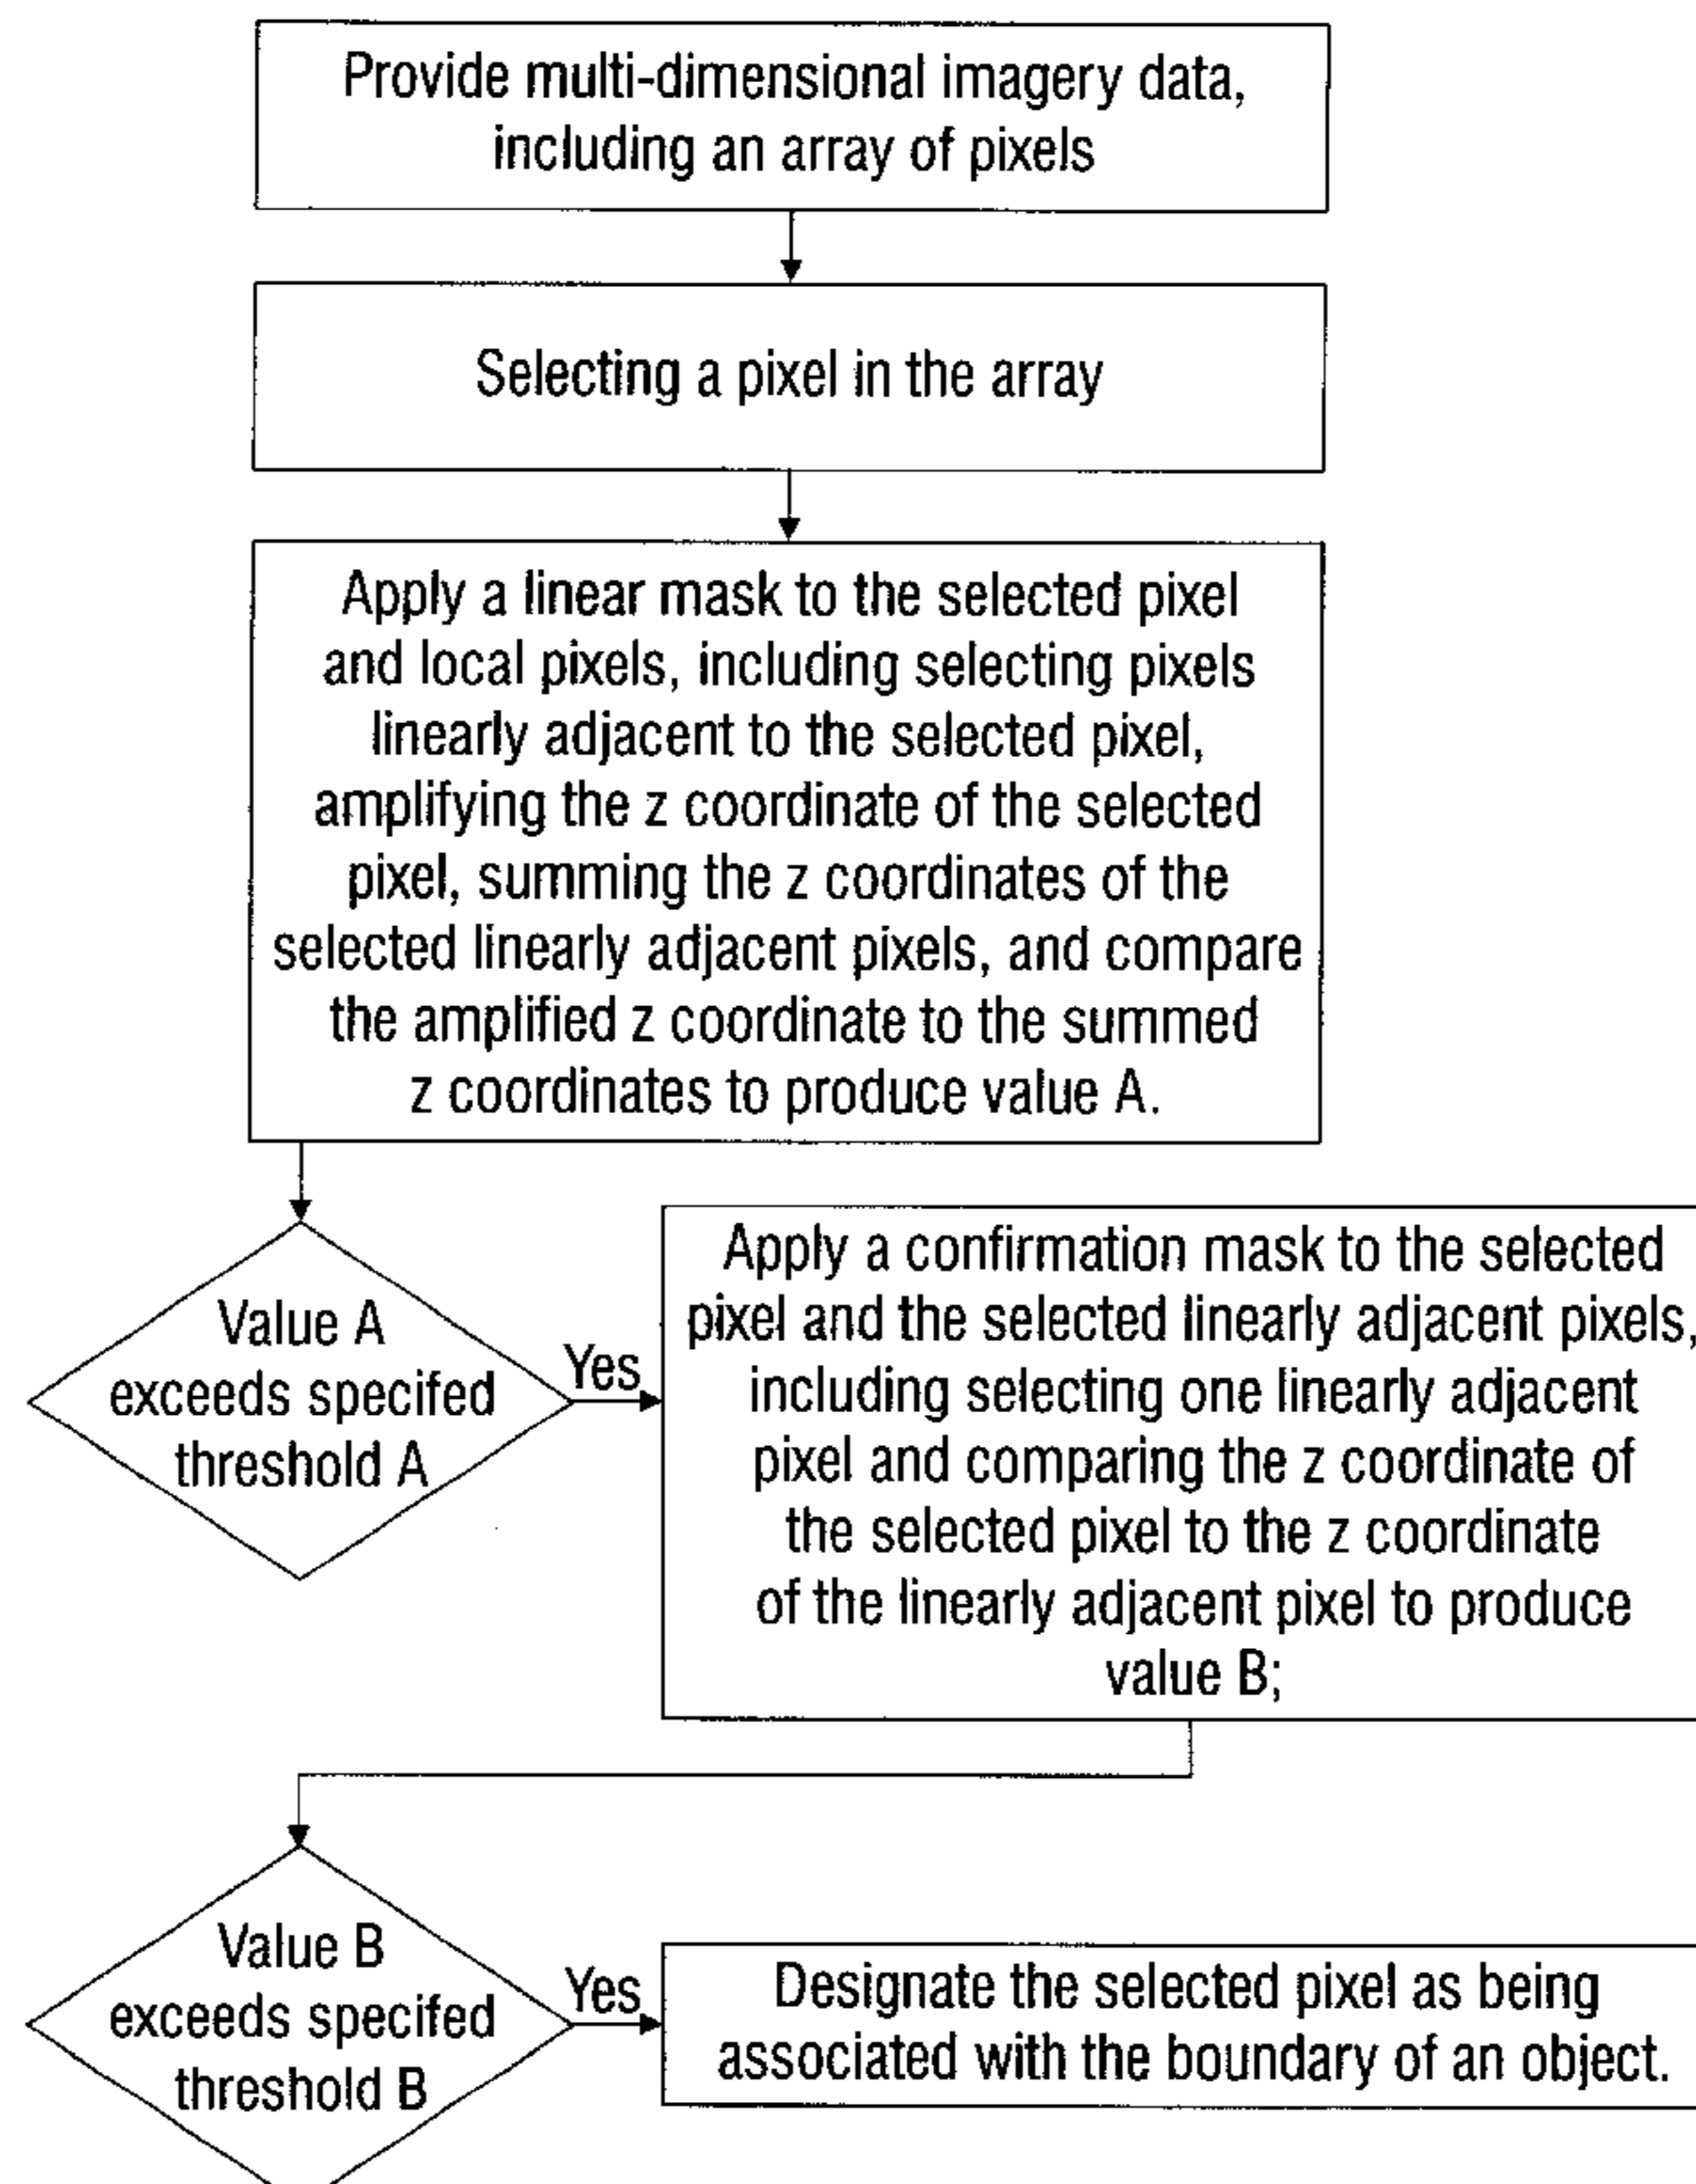 Provide multi-dimensional imagery data,
including an array of pixels
Selecting a pixel in the array
Apply a linear mask to the selected pixel
and local pixels, including selecting pixels
linearly adjacent to the selected pixel,
amplifying the z coordinate of the selected
pixel, summing the z coordinates of the
selected linearly adjacent pixels, and compare
the amplified z coordinate to the summed
z coordinates to produce value A.
Value A
exceeds specifed
threshold A
Yes
Apply a confirmation mask to the selected
pixel and the selected linearly adjacent pixels,
including selecting one linearly adjacent
pixel and comparing the z coordinate of
the selected pixel to the z coordinate
of the linearly adjacent pixel to produce
value B;
Value B
exceeds specifed
threshold B
Yes
Designate the selected pixel as being
associated with the boundary of an object.